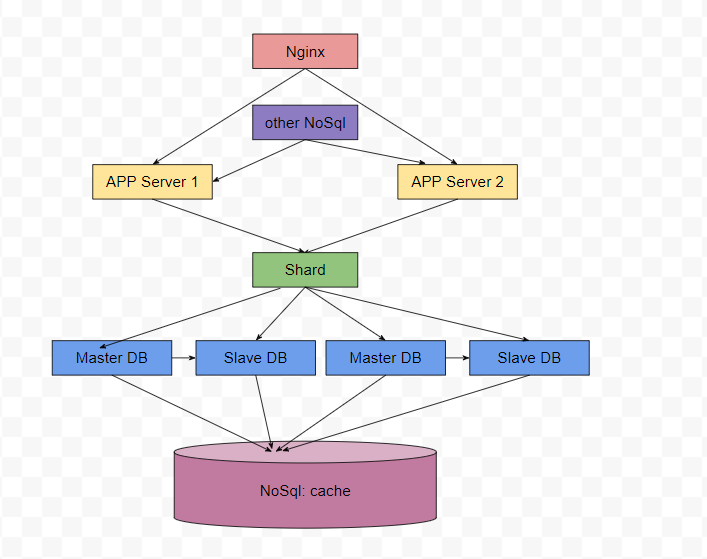 Nginx
other NoSql
APP Server 1
APP Server 2
Shard
Master DB
Slave DB
Master DB
Slave DB
NoSql: cache